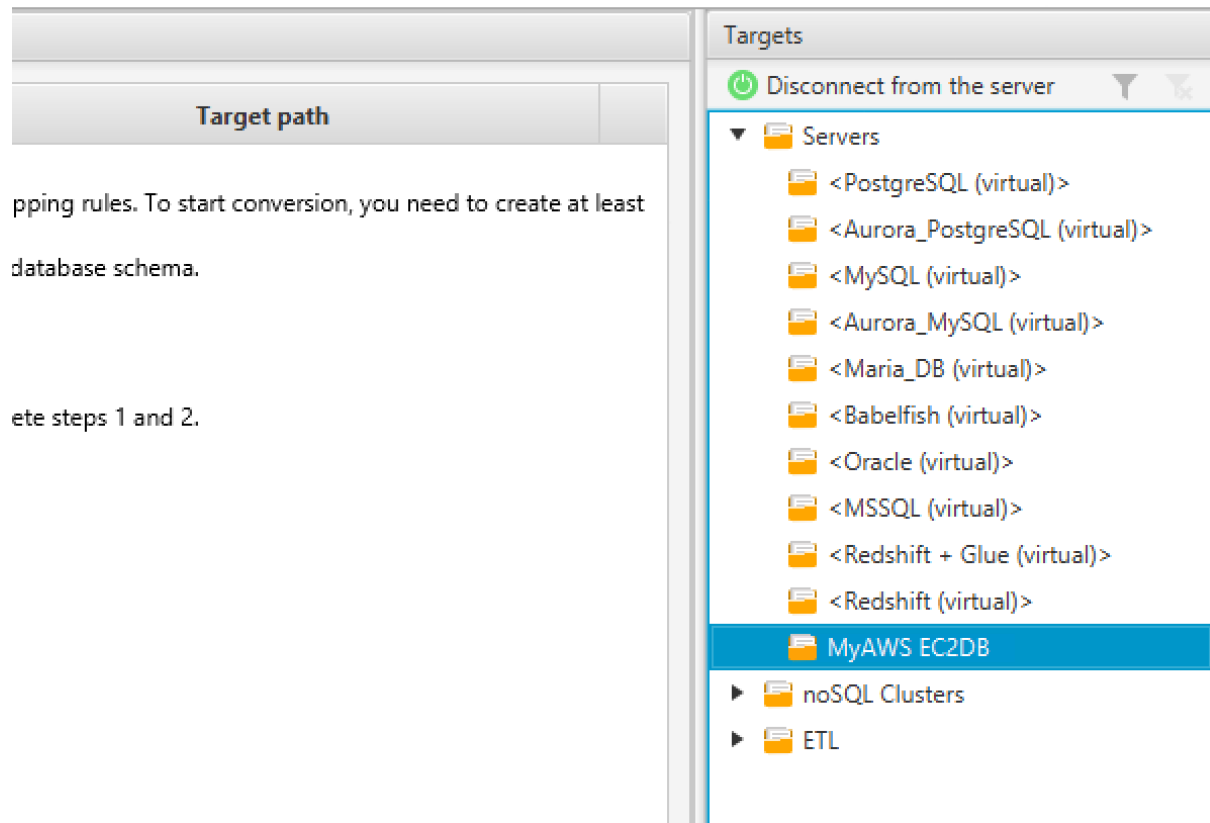 Target path
pping rules. To start conversion, you need to create at least
database schema.
ete steps 1 and 2.
Targets
Disconnect from the server
Servers
<PostgreSQL (virtual)>
<Aurora_PostgreSQL (virtual)>
<MySQL (virtual)>
<Aurora_MySQL (virtual)>
<Maria_DB (virtual)>
<Babelfish (virtual)>
<Oracle (virtual)>
<MSSQL (virtual)>
<Redshift + Glue (virtual)>
<Redshift (virtual)>
MyAWS EC2DB
noSQL Clusters
ETL